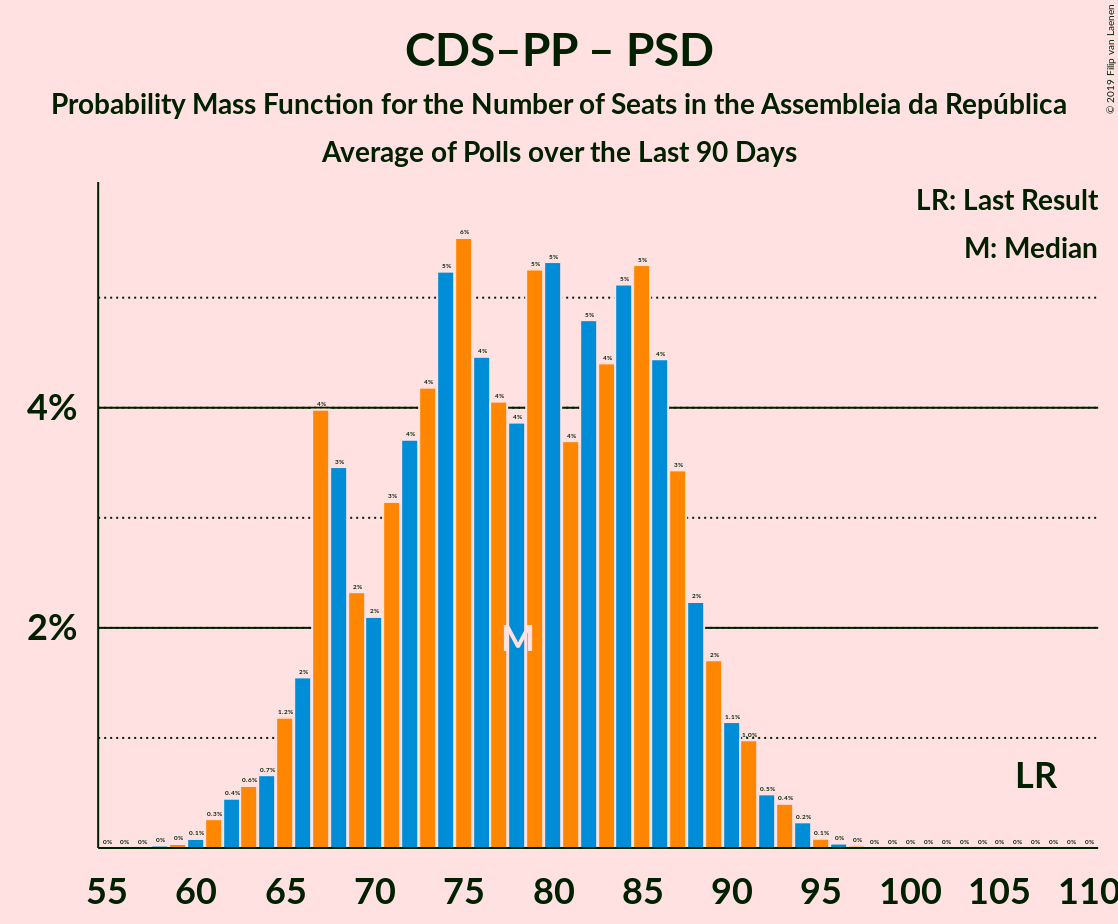 CDS–PP – PSD
Probability Mass Function for the Number of Seats in the Assembleia da República
Average of Polls over the Last 90 Days
© 2019 Filip van Laenen
LR: Last Result
M: Median
4%
2%
0% 0% 0% 0% 0% 0.1% 0.3% 0.4% 0.6% 0.7% 1.2% 2% 4% 3% 2% 2% 3% 4% 4% 5% 6% 4% 4% 4% 5% 5% 4% 5% 4% 5% 5% 4% 3% 2% 2% 1.1% 1.0% 0.5% 0.4% 0.2% 0.1% 0% 0% 0% 0% 0% 0% 0% 0% 0% 0% 0% 0% 0% 0% 0%
M
LR
55 60 65 70 75 80 85 90 95 100 105 110